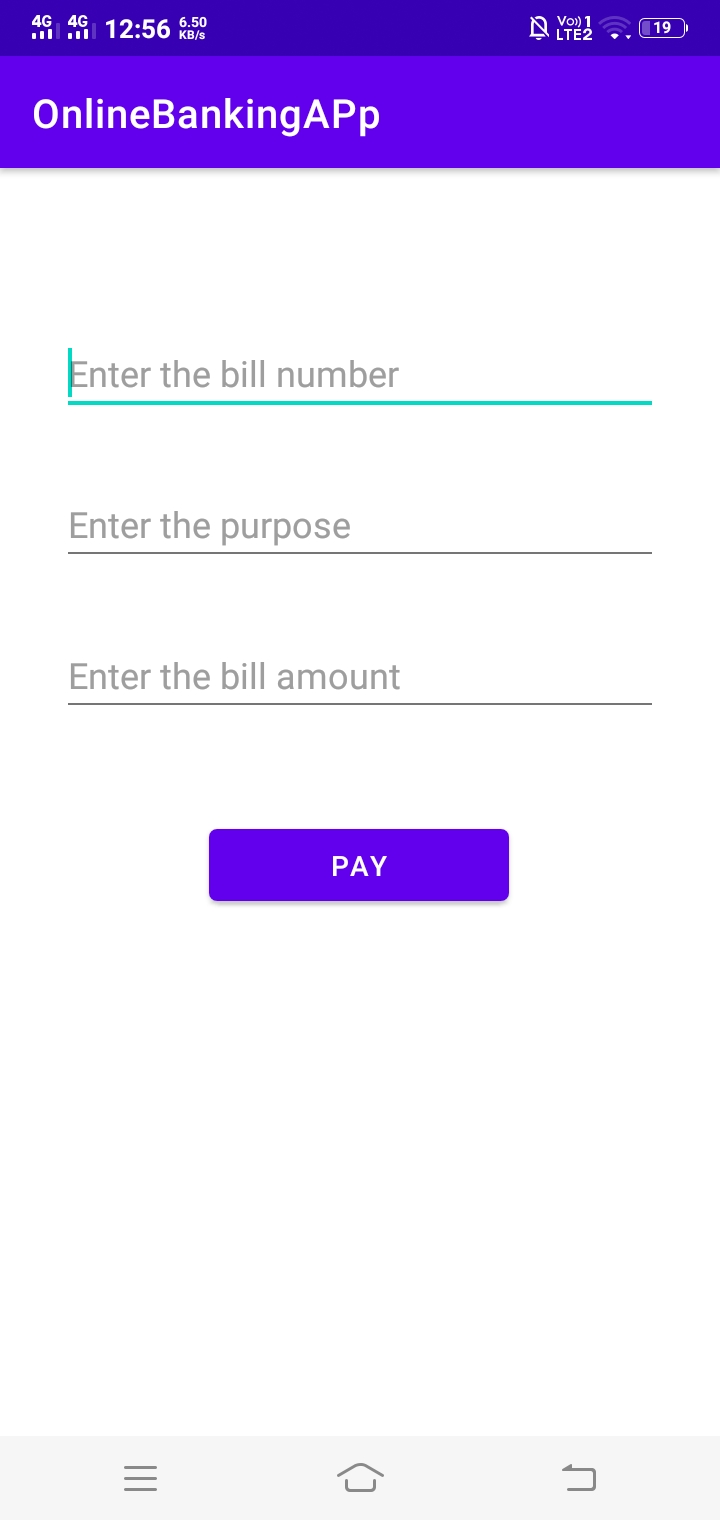 4G 4G 12:56 6.50 KB/s Vo)) 1 LTE2 19
OnlineBankingAPp
Enter the bill number
Enter the purpose
Enter the bill amount
PAY